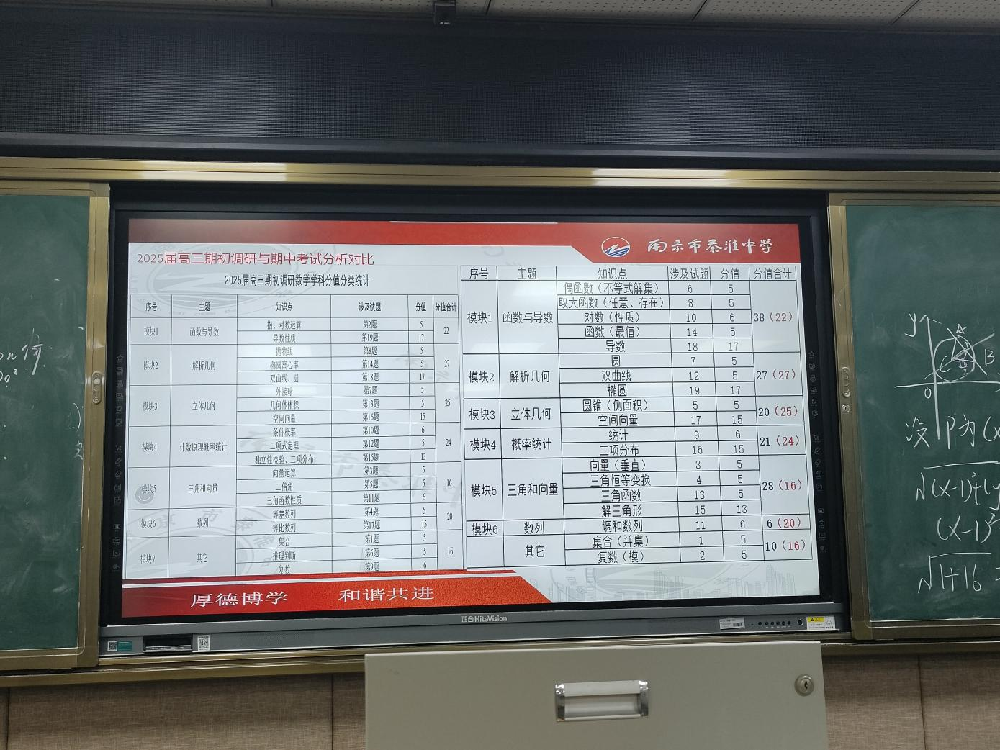 南京市秦淮中学
2025届高三期初调研与期中考试分析对比
2025届高三期初调研数学学科分值分类统计
序号 主题 知识点 涉及试题 分值 分值合计
模块1 函数与导数 指、对数运算 第2题 5 22
导数性质 第19题 17
模块2 解析几何 抛物线 第8题 5 27
椭圆离心率 第14题 5
双曲线、圆 第18题 17
模块3 立体几何 外接球 第7题 5 25
几何体体积 第13题 5
空间向量 第16题 15
模块4 计数原理概率统计 条件概率 第10题 6 24
二项式定理 第12题 5
独立性检验、二项分布 第15题 13
模块5 三角和向量 向量运算 第3题 5 16
二倍角 第5题 5
三角函数性质 第11题 6
模块6 数列 等差数列 第4题 5 20
等比数列 第17题 15
模块7 其它 集合 第1题 5 16
推理判断 第6题 5
复数 第9题 6
序号 主题 知识点 涉及试题 分值 分值合计
模块1 函数与导数 偶函数（不等式解集） 6 5 38（22）
取大函数（任意、存在） 8 5
对数（性质） 10 6
函数（最值） 14 5
导数 18 17
模块2 解析几何 圆 7 5 27（27）
双曲线 12 5
椭圆 19 17
模块3 立体几何 圆锥（侧面积） 5 5 20（25）
空间向量 17 15
模块4 概率统计 统计 9 6 21（24）
二项分布 16 15
模块5 三角和向量 向量（垂直） 3 5 28（16）
三角恒等变换 4 5
三角函数 13 5
解三角形 15 13
模块6 数列 调和数列 11 6 6（20）
其它 集合（并集） 1 5 10（16）
复数（模） 2 5
厚德博学 和谐共进
HiteVision
y
A
B
0
设P为(x
√(x-1)²+(y
(x-1)²
√1+16 =